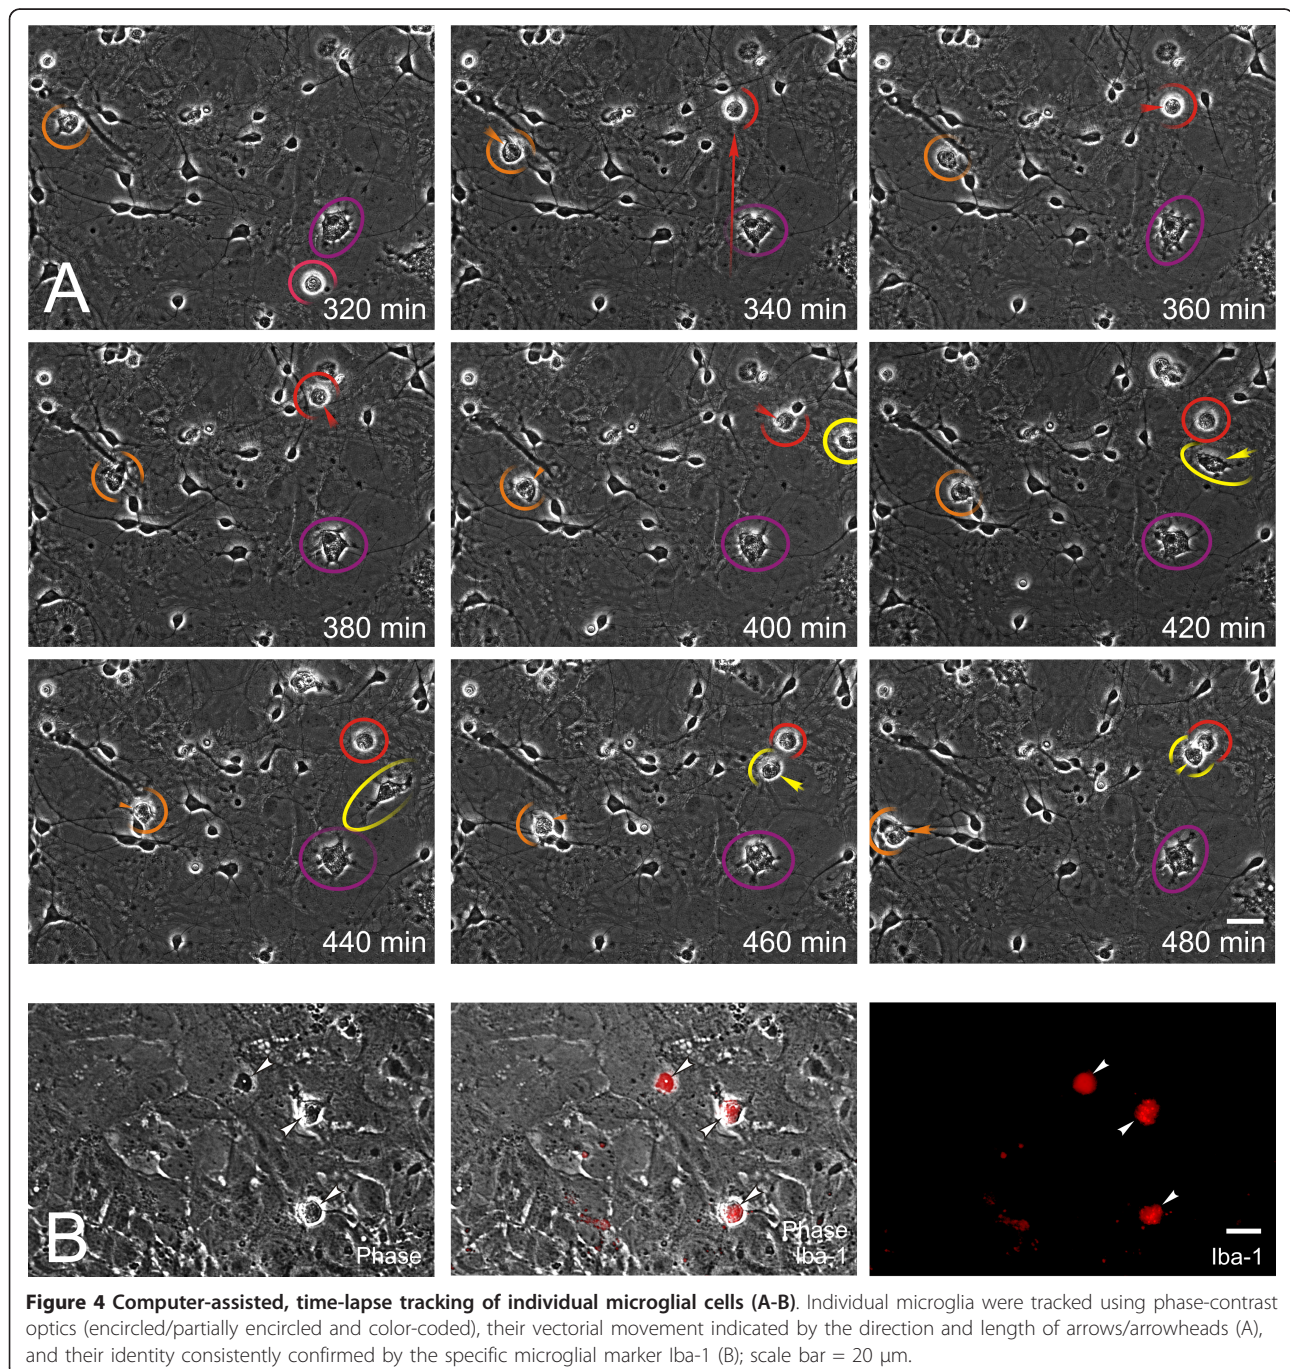 A
320 min
340 min
360 min
380 min
400 min
420 min
440 min
460 min
480 min
B
Phase
Phase
Iba-1
Iba-1
Figure 4 Computer-assisted, time-lapse tracking of individual microglial cells (A-B). Individual microglia were tracked using phase-contrast
optics (encircled/partially encircled and color-coded), their vectorial movement indicated by the direction and length of arrows/arrowheads (A),
and their identity consistently confirmed by the specific microglial marker Iba-1 (B); scale bar = 20 μm.